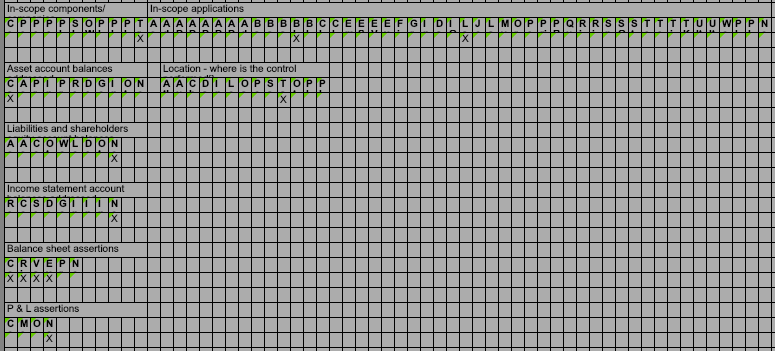 In-scope components/ In-scope applications
C P P P P S O P P P T A A A A A A A A B B B B B C C E E E E F G I D I L J L M O P P P Q R R S S S T T T T U U W P P N
X X X
Asset account balances Location - where is the control
C A P I P R D G I O N A A C D I L O P S T O P P
X X
Liabilities and shareholders
A A C O W L D O N
X
Income statement account
R C S D G I I I N
X
Balance sheet assertions
C R V E P N
X X X X
P & L assertions
C M O N
X